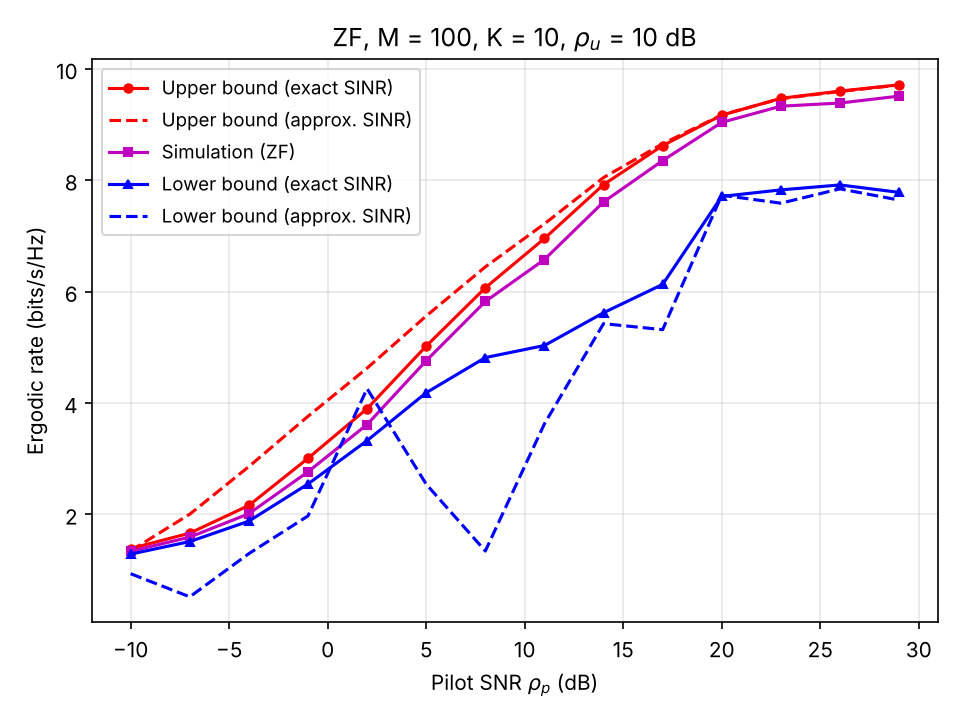 ZF, M = 100, K = 10, ρᵤ = 10 dB
Upper bound (exact SINR)
Upper bound (approx. SINR)
Simulation (ZF)
Lower bound (exact SINR)
Lower bound (approx. SINR)
Ergodic rate (bits/s/Hz)
10
8
6
4
2
−10
−5
0
5
10
15
20
25
30
Pilot SNR ρₚ (dB)